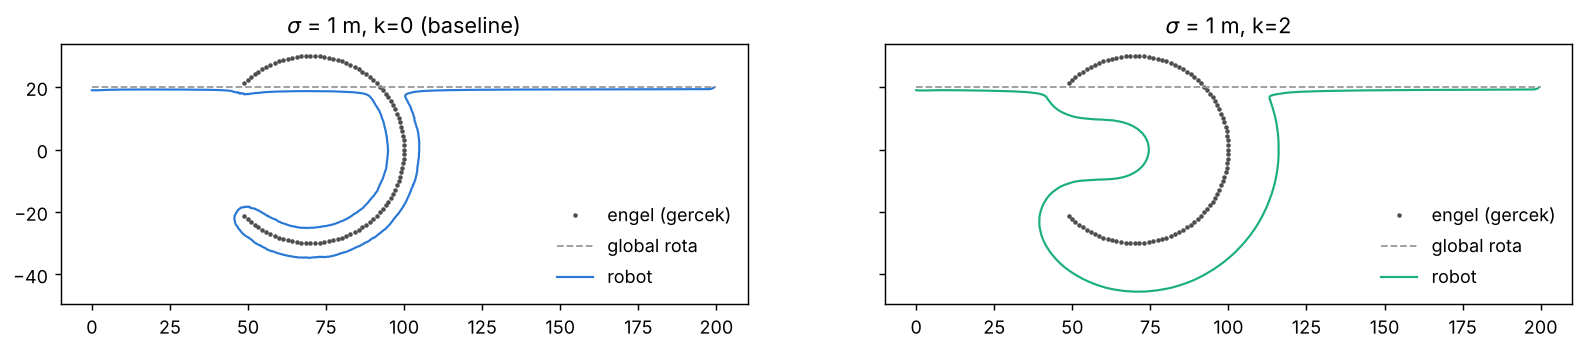 σ = 1 m, k=0 (baseline)
20
0
−20
−40
engel (gercek)
global rota
robot
0 25 50 75 100 125 150 175 200
σ = 1 m, k=2
engel (gercek)
global rota
robot
0 25 50 75 100 125 150 175 200